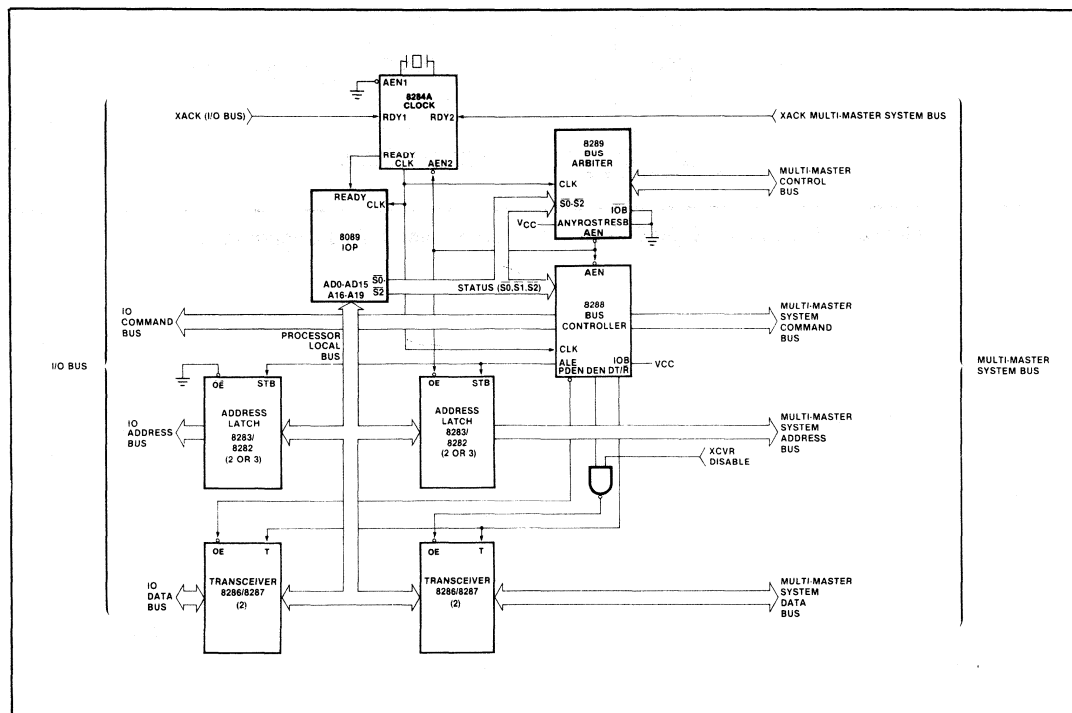 AEN1
8284A
CLOCK
XACK (I/O BUS)
RDY1
RDY2
XACK MULTI-MASTER SYSTEM BUS
READY
CLK
AEN2
8289
BUS
ARBITER
CLK
S0-S2
IOB
VCC
ANYRQST RESB
AEN
MULTI-MASTER
CONTROL
BUS
READY
CLK
8089
IOP
AD0-AD15
A16-A19
S0-
S2
STATUS (S0,S1,S2)
AEN
8288
BUS
CONTROLLER
CLK
ALE
IOB
PDEN DEN DT/R
VCC
IO
COMMAND
BUS
PROCESSOR
LOCAL
BUS
MULTI-MASTER
SYSTEM
COMMAND
BUS
I/O BUS
MULTI-MASTER
SYSTEM BUS
OE
STB
ADDRESS
LATCH
8283/
8282
(2 OR 3)
OE
STB
ADDRESS
LATCH
8283/
8282
(2 OR 3)
IO
ADDRESS
BUS
MULTI-MASTER
SYSTEM
ADDRESS
BUS
XCVR
DISABLE
OE
T
TRANSCEIVER
8286/8287
(2)
OE
T
TRANSCEIVER
8286/8287
(2)
IO
DATA
BUS
MULTI-MASTER
SYSTEM
DATA
BUS